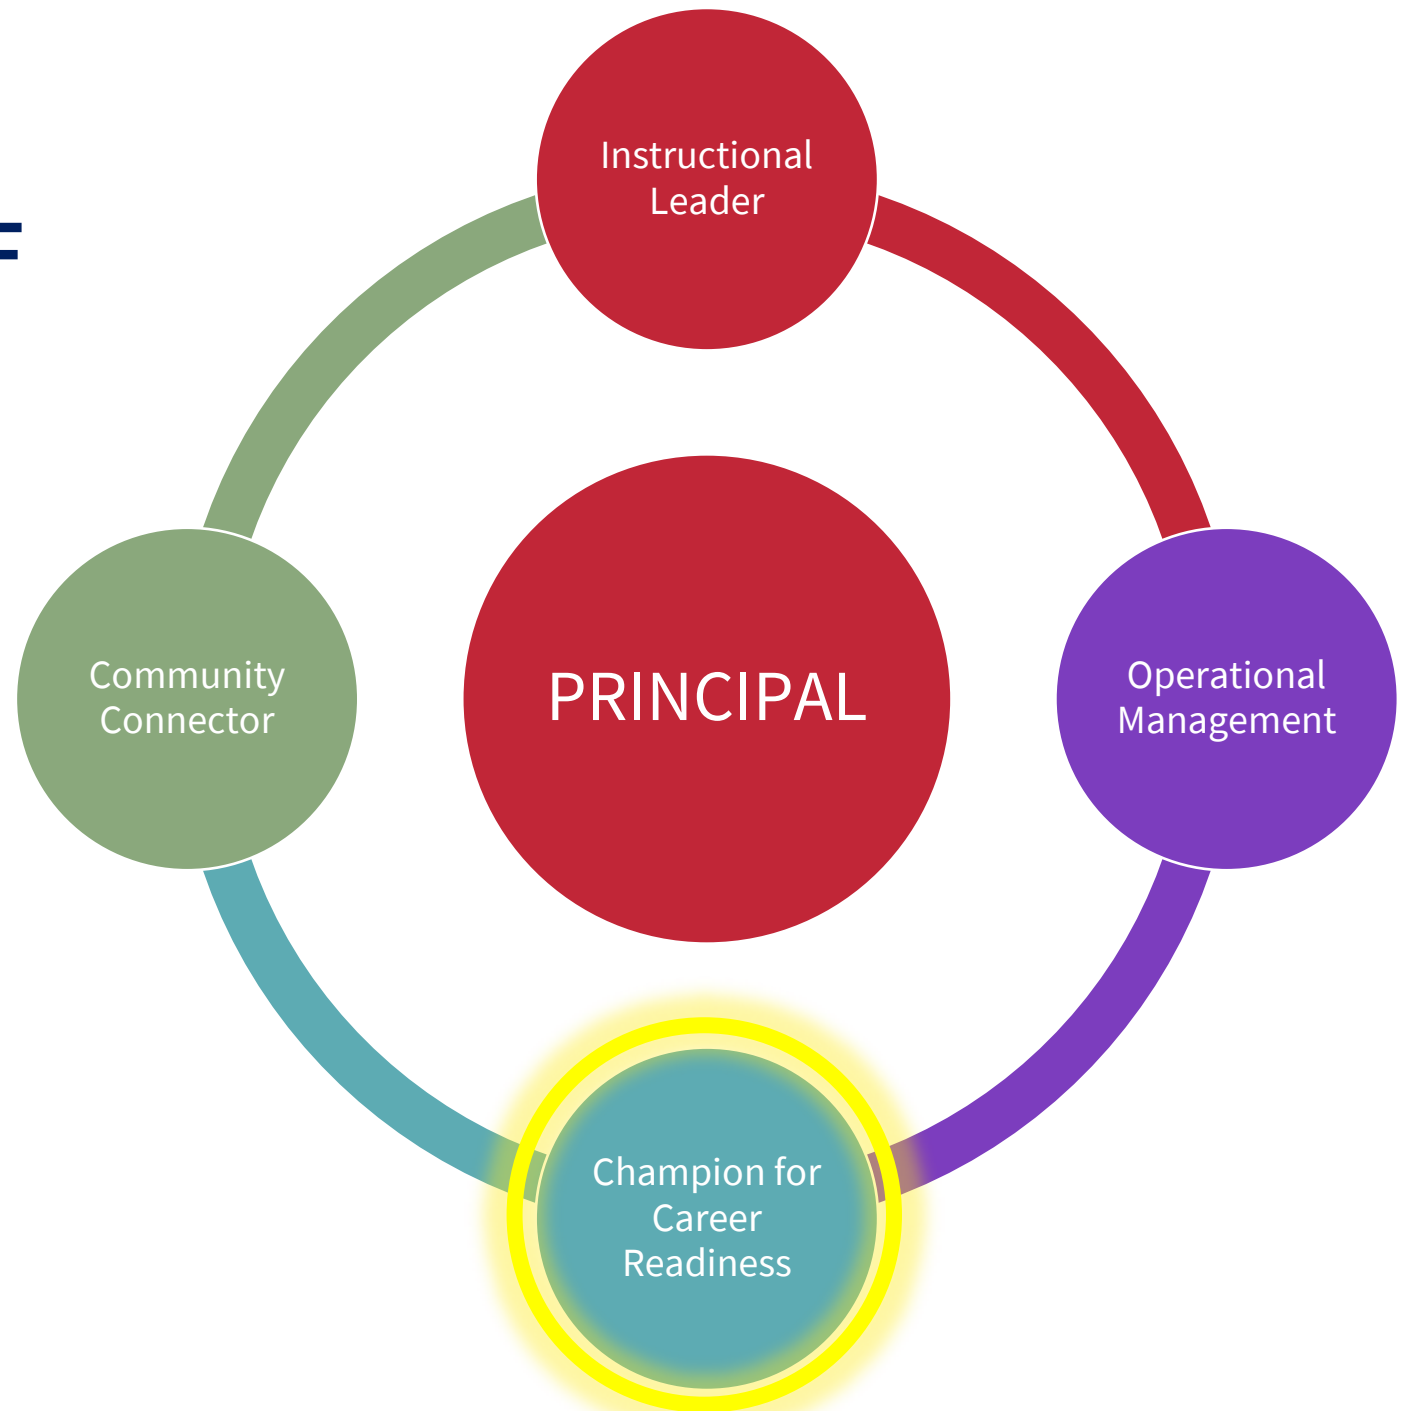 Instructional
Leader
F
Community
Connector
PRINCIPAL
Operational
Management
Champion for
Career
Readiness